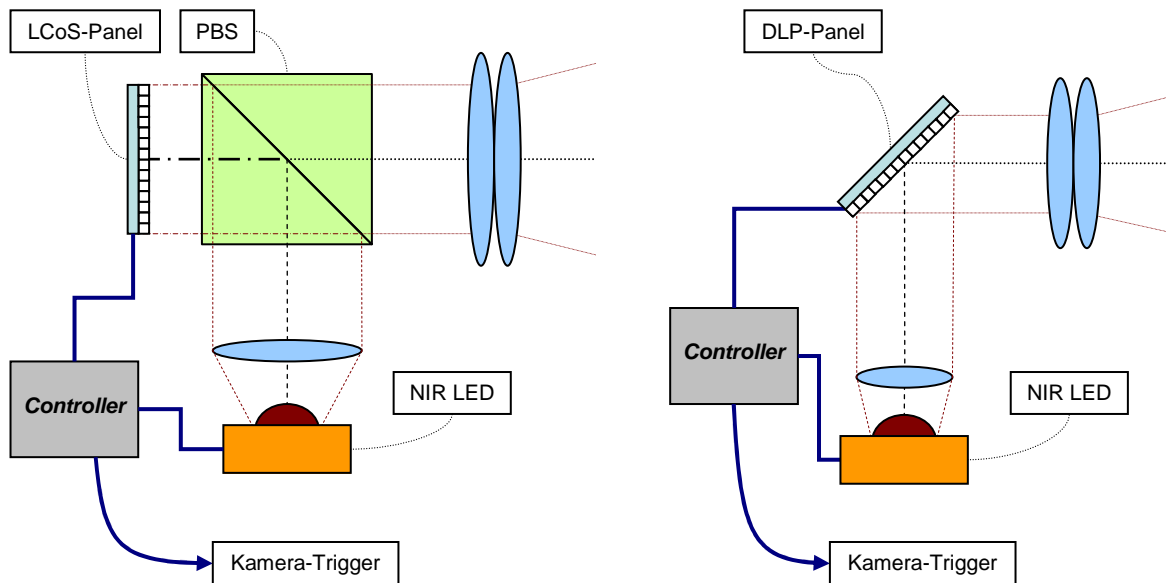 LCoS-Panel
PBS
Controller
NIR LED
Kamera-Trigger
DLP-Panel
Controller
NIR LED
Kamera-Trigger